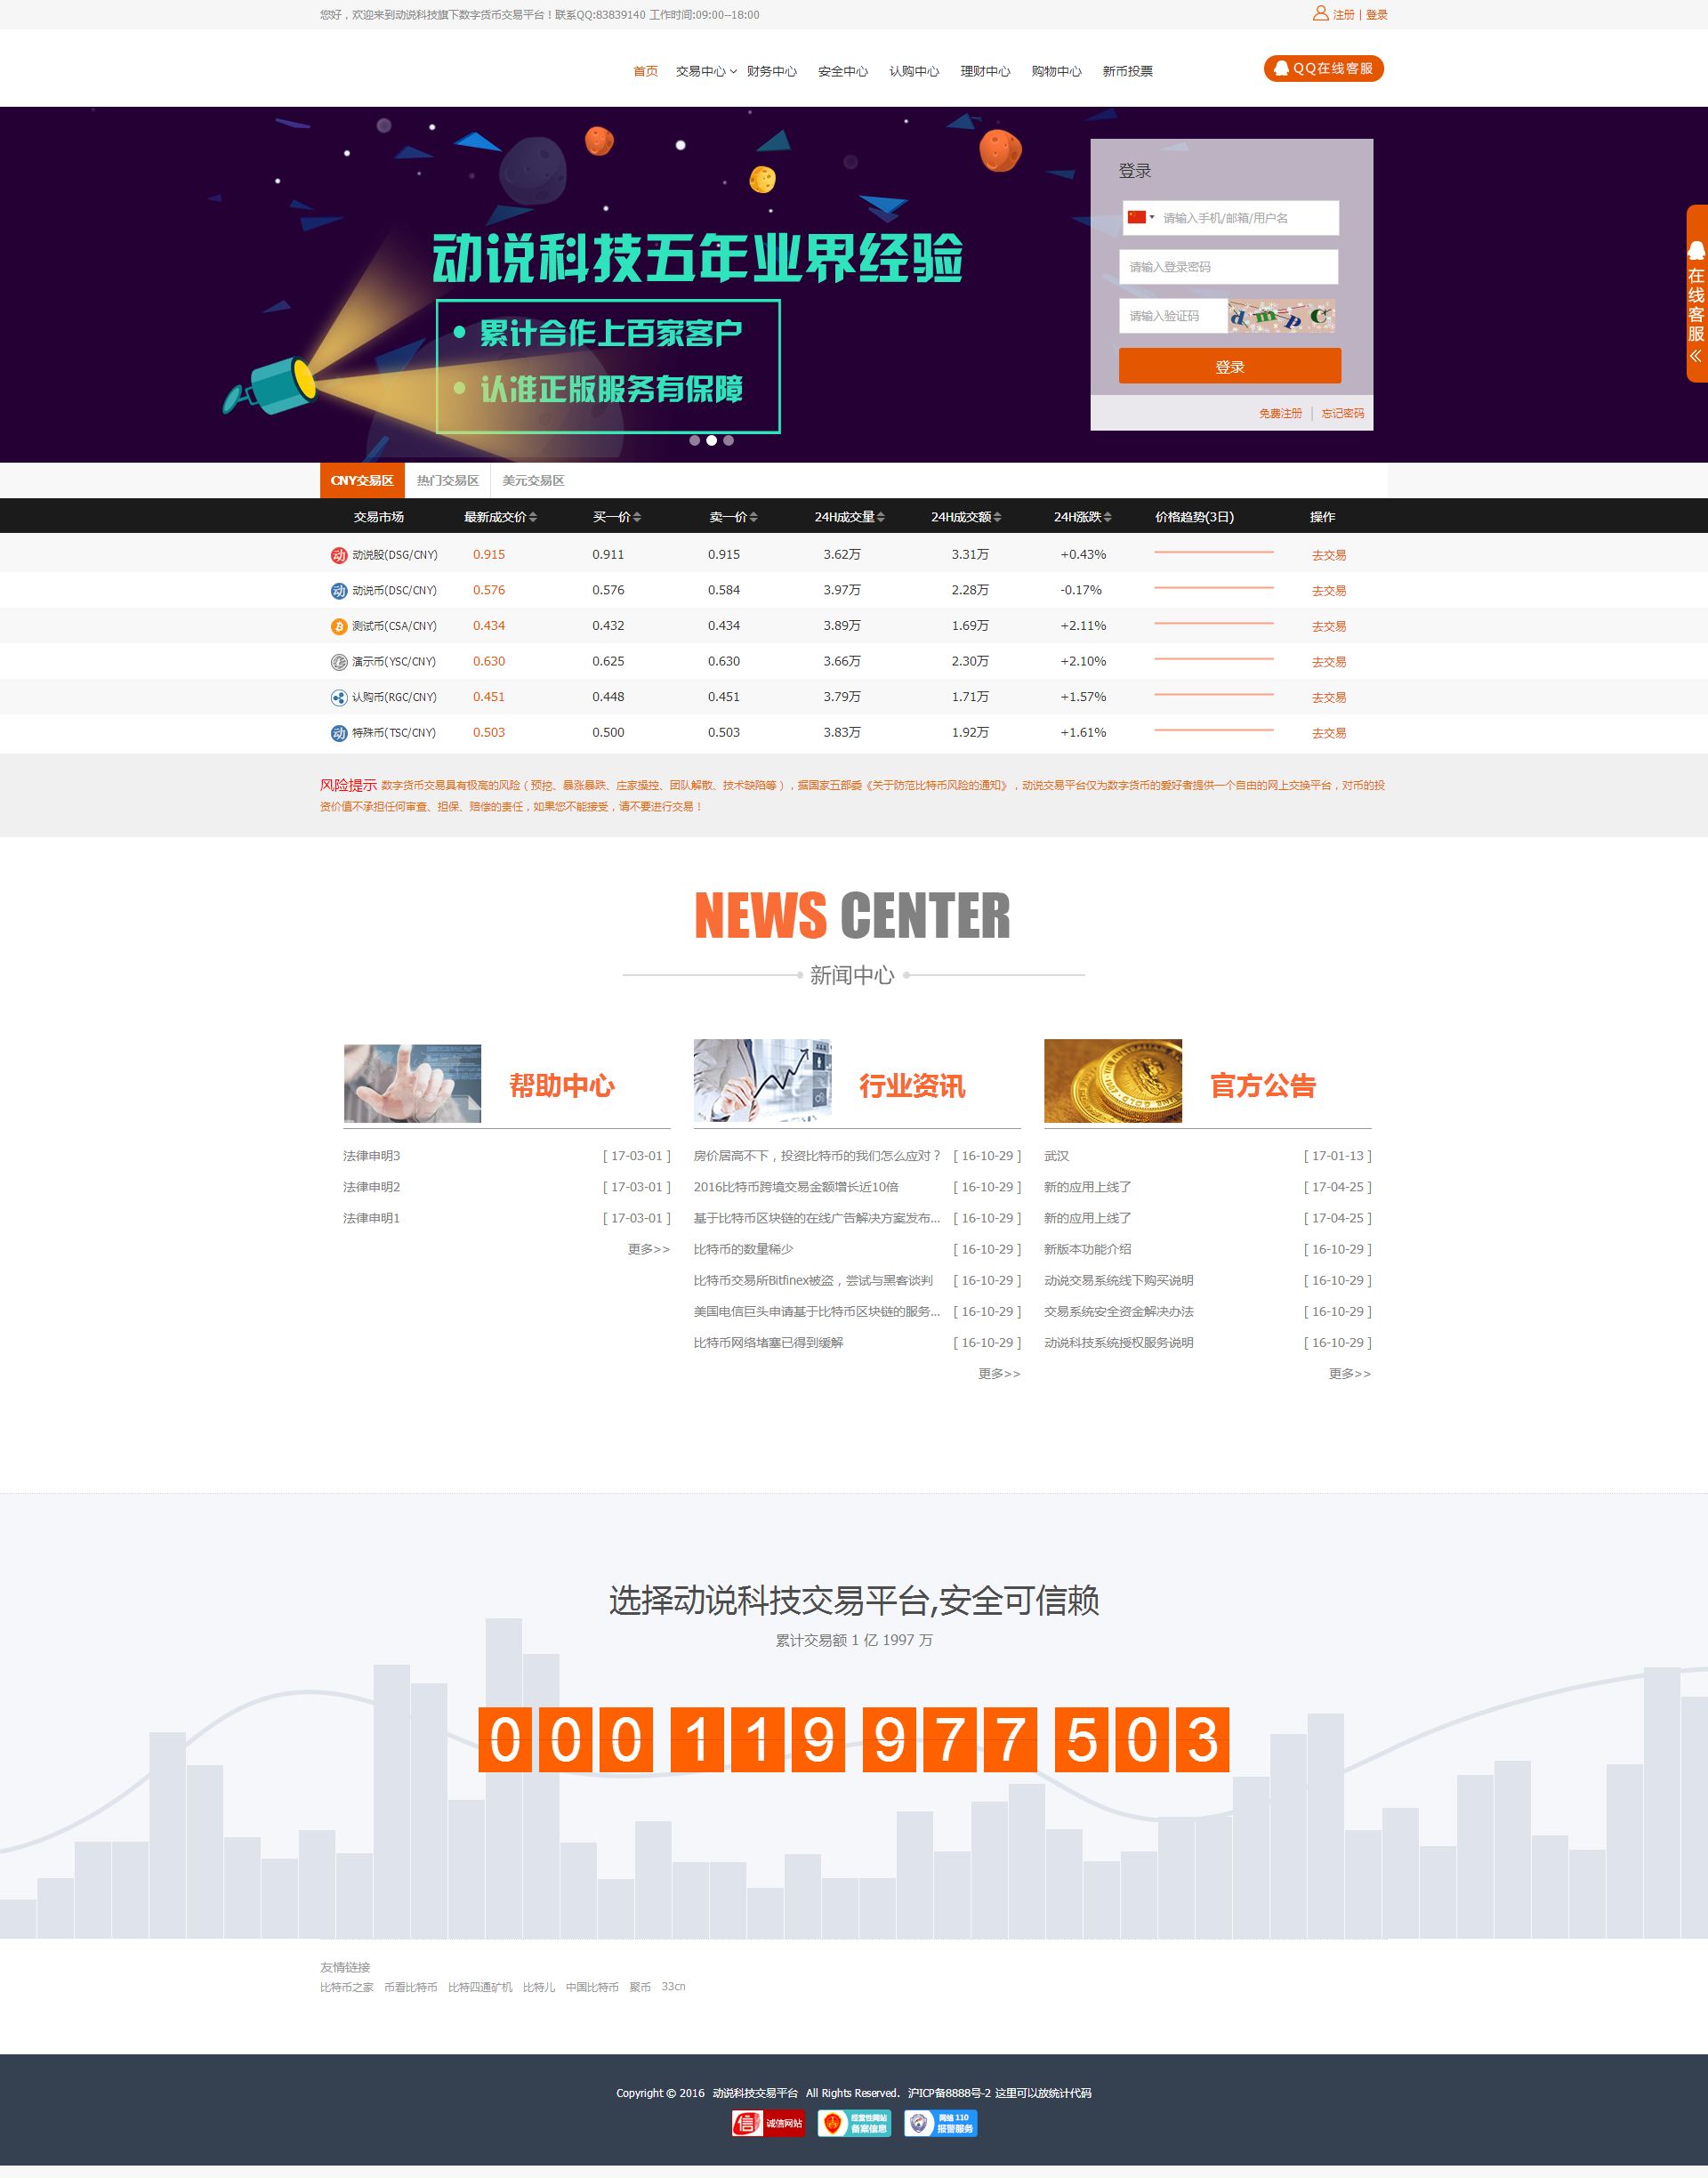 您好，欢迎来到动说科技旗下数字货币交易平台！联系QQ:83839140 工作时间:09:00--18:00
注册 | 登录
首页 交易中心 财务中心 安全中心 认购中心 理财中心 购物中心 新币投票
QQ在线客服
动说科技五年业界经验
• 累计合作上百家客户
• 认准正版服务有保障
登录
请输入手机/邮箱/用户名
请输入登录密码
请输入验证码 dmpC
登录
免费注册 | 忘记密码
在线客服
CNY交易区 热门交易区 美元交易区
交易市场 最新成交价 买一价 卖一价 24H成交量 24H成交额 24H涨跌 价格趋势(3日) 操作
动 动说股(DSG/CNY) 0.915 0.911 0.915 3.62万 3.31万 +0.43% 去交易
动 动说币(DSC/CNY) 0.576 0.576 0.584 3.97万 2.28万 -0.17% 去交易
测试币(CSA/CNY) 0.434 0.432 0.434 3.89万 1.69万 +2.11% 去交易
演示币(YSC/CNY) 0.630 0.625 0.630 3.66万 2.30万 +2.10% 去交易
认购币(RGC/CNY) 0.451 0.448 0.451 3.79万 1.71万 +1.57% 去交易
动 特殊币(TSC/CNY) 0.503 0.500 0.503 3.83万 1.92万 +1.61% 去交易
风险提示 数字货币交易具有极高的风险（预挖、暴涨暴跌、庄家操控、团队解散、技术缺陷等），据国家五部委《关于防范比特币风险的通知》，动说交易平台仅为数字货币的爱好者提供一个自由的网上交换平台，对币的投
资价值不承担任何审查、担保、赔偿的责任，如果您不能接受，请不要进行交易！
NEWS CENTER
新闻中心
帮助中心
法律申明3 [ 17-03-01 ]
法律申明2 [ 17-03-01 ]
法律申明1 [ 17-03-01 ]
更多>>
行业资讯
房价居高不下，投资比特币的我们怎么应对？ [ 16-10-29 ]
2016比特币跨境交易金额增长近10倍 [ 16-10-29 ]
基于比特币区块链的在线广告解决方案发布... [ 16-10-29 ]
比特币的数量稀少 [ 16-10-29 ]
比特币交易所Bitfinex被盗，尝试与黑客谈判 [ 16-10-29 ]
美国电信巨头申请基于比特币区块链的服务... [ 16-10-29 ]
比特币网络堵塞已得到缓解 [ 16-10-29 ]
更多>>
官方公告
武汉 [ 17-01-13 ]
新的应用上线了 [ 17-04-25 ]
新的应用上线了 [ 17-04-25 ]
新版本功能介绍 [ 16-10-29 ]
动说交易系统线下购买说明 [ 16-10-29 ]
交易系统安全资金解决办法 [ 16-10-29 ]
动说科技系统授权服务说明 [ 16-10-29 ]
更多>>
选择动说科技交易平台,安全可信赖
累计交易额 1 亿 1997 万
000 119 977 503
友情链接
比特币之家 币看比特币 比特四通矿机 比特儿 中国比特币 聚币 33cn
Copyright © 2016 动说科技交易平台 All Rights Reserved. 沪ICP备8888号-2 这里可以放统计代码
信 诚信网站
经营性网站 备案信息
网络 110 报警服务